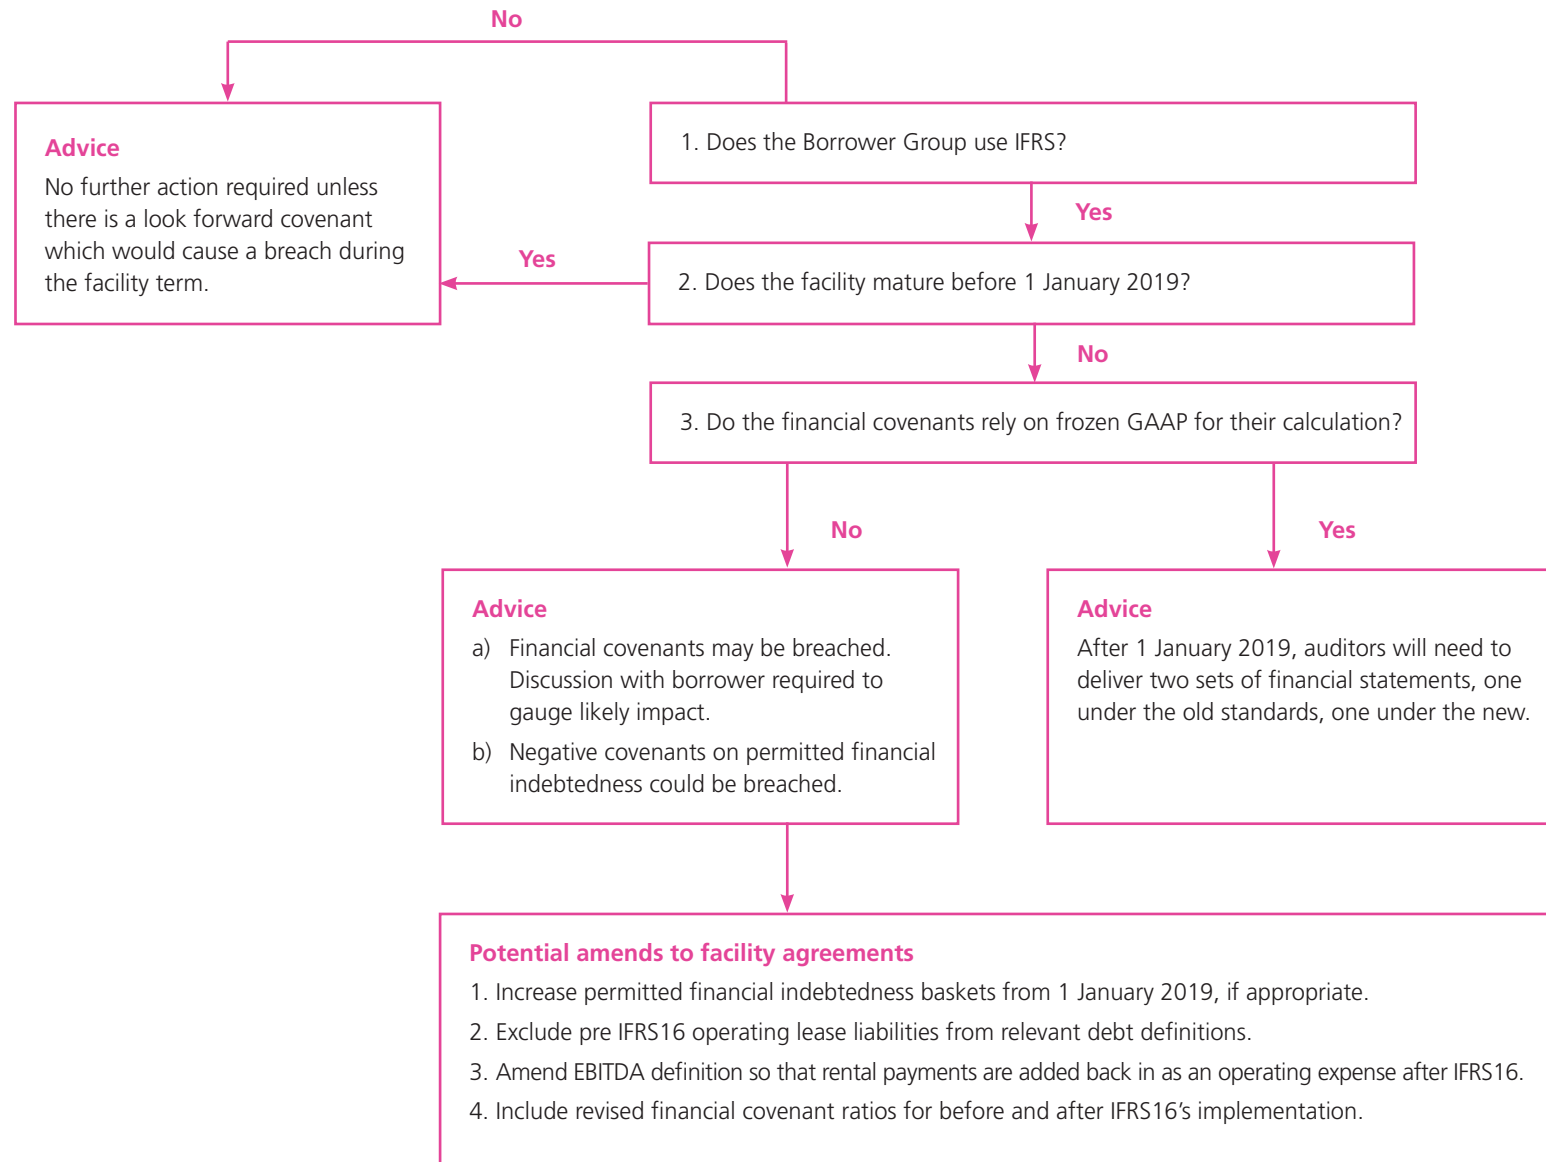 No
Advice
No further action required unless
there is a look forward covenant
which would cause a breach during
the facility term.
1. Does the Borrower Group use IFRS?
Yes
Yes
2. Does the facility mature before 1 January 2019?
No
3. Do the financial covenants rely on frozen GAAP for their calculation?
No
Yes
Advice
a) Financial covenants may be breached.
Discussion with borrower required to
gauge likely impact.
b) Negative covenants on permitted financial
indebtedness could be breached.
Advice
After 1 January 2019, auditors will need to
deliver two sets of financial statements, one
under the old standards, one under the new.
Potential amends to facility agreements
1. Increase permitted financial indebtedness baskets from 1 January 2019, if appropriate.
2. Exclude pre IFRS16 operating lease liabilities from relevant debt definitions.
3. Amend EBITDA definition so that rental payments are added back in as an operating expense after IFRS16.
4. Include revised financial covenant ratios for before and after IFRS16's implementation.